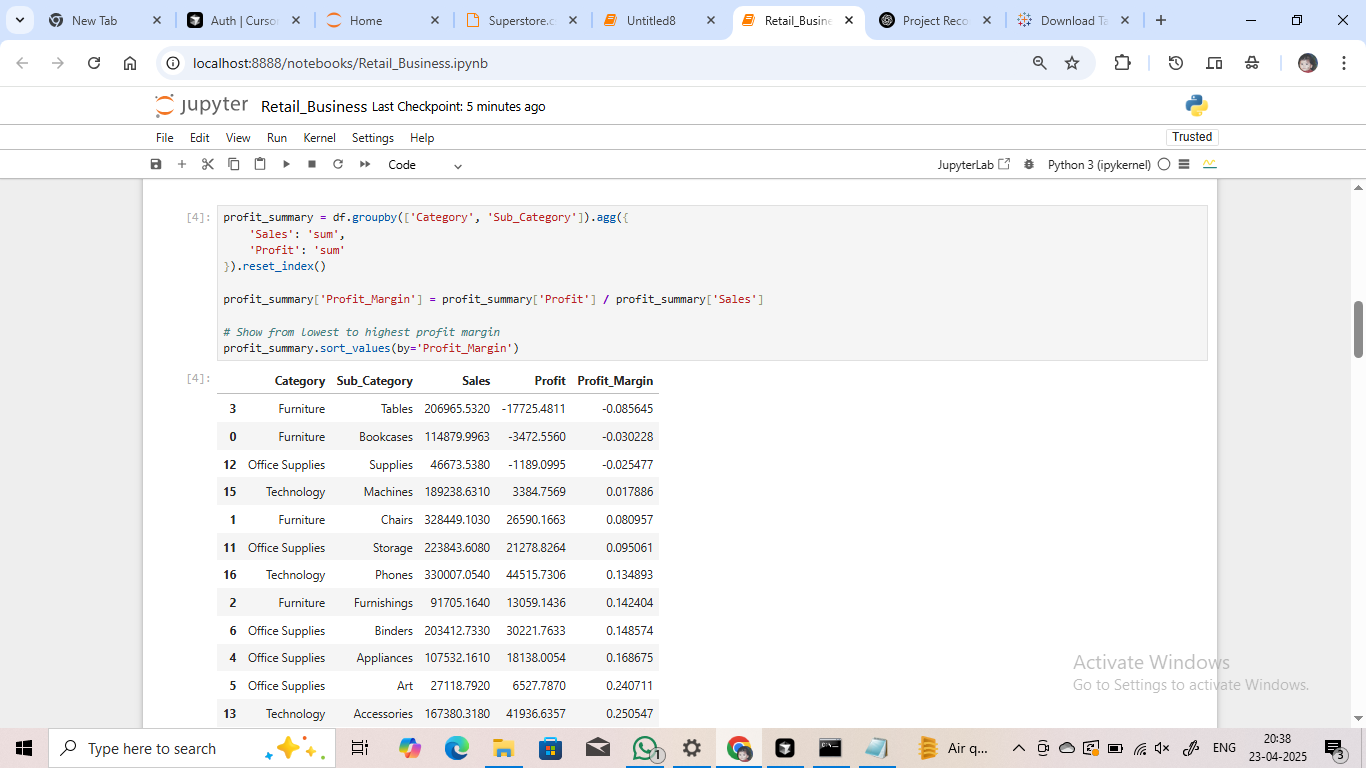 New Tab
Auth | Curso
Home
Superstore.c
Untitled8
Retail_Busine
Project Reco
Download Ta
localhost:8888/notebooks/Retail_Business.ipynb
jupyter Retail_Business Last Checkpoint: 5 minutes ago
File Edit View Run Kernel Settings Help Trusted
Code JupyterLab Python 3 (ipykernel)
[4]: profit_summary = df.groupby(['Category', 'Sub_Category']).agg({
'Sales': 'sum',
'Profit': 'sum'
}).reset_index()
profit_summary['Profit_Margin'] = profit_summary['Profit'] / profit_summary['Sales']
# Show from lowest to highest profit margin
profit_summary.sort_values(by='Profit_Margin')
[4]: Category Sub_Category Sales Profit Profit_Margin
3 Furniture Tables 206965.5320 -17725.4811 -0.085645
0 Furniture Bookcases 114879.9963 -3472.5560 -0.030228
12 Office Supplies Supplies 46673.5380 -1189.0995 -0.025477
15 Technology Machines 189238.6310 3384.7569 0.017886
1 Furniture Chairs 328449.1030 26590.1663 0.080957
11 Office Supplies Storage 223843.6080 21278.8264 0.095061
16 Technology Phones 330007.0540 44515.7306 0.134893
2 Furniture Furnishings 91705.1640 13059.1436 0.142404
6 Office Supplies Binders 203412.7330 30221.7633 0.148574
4 Office Supplies Appliances 107532.1610 18138.0054 0.168675
5 Office Supplies Art 27118.7920 6527.7870 0.240711
13 Technology Accessories 167380.3180 41936.6357 0.250547
Activate Windows
Go to Settings to activate Windows.
Type here to search
1
Air q...
ENG
20:38
23-04-2025
3